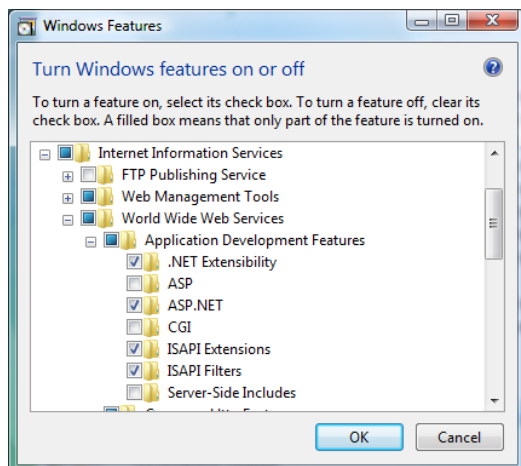 Windows Features
Turn Windows features on or off
To turn a feature on, select its check box. To turn a feature off, clear its
check box. A filled box means that only part of the feature is turned on.
Internet Information Services
FTP Publishing Service
Web Management Tools
World Wide Web Services
Application Development Features
.NET Extensibility
ASP
ASP.NET
CGI
ISAPI Extensions
ISAPI Filters
Server-Side Includes
OK Cancel